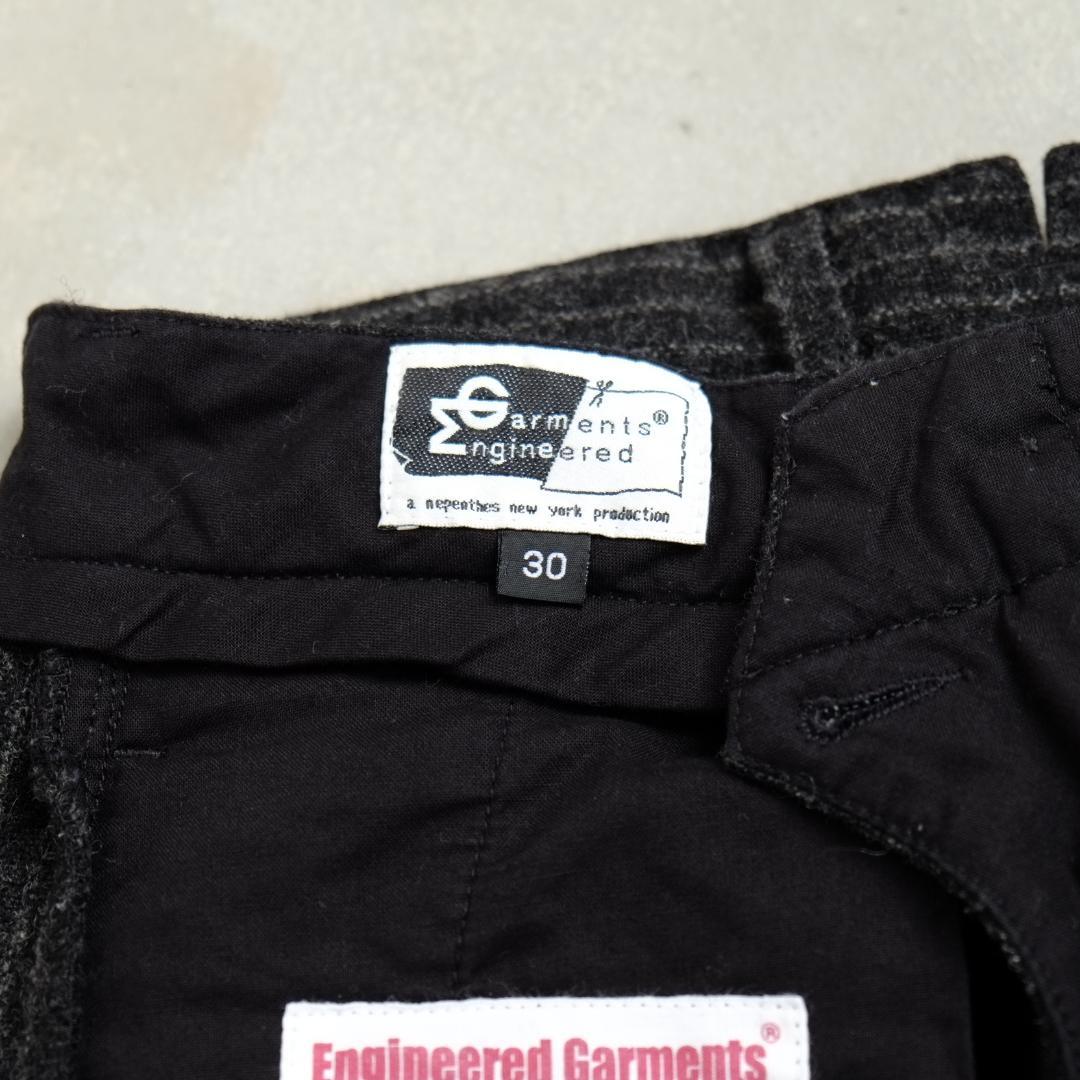 Garments®
Engineered
a nepenthes new york production
30
Engineered Garments®